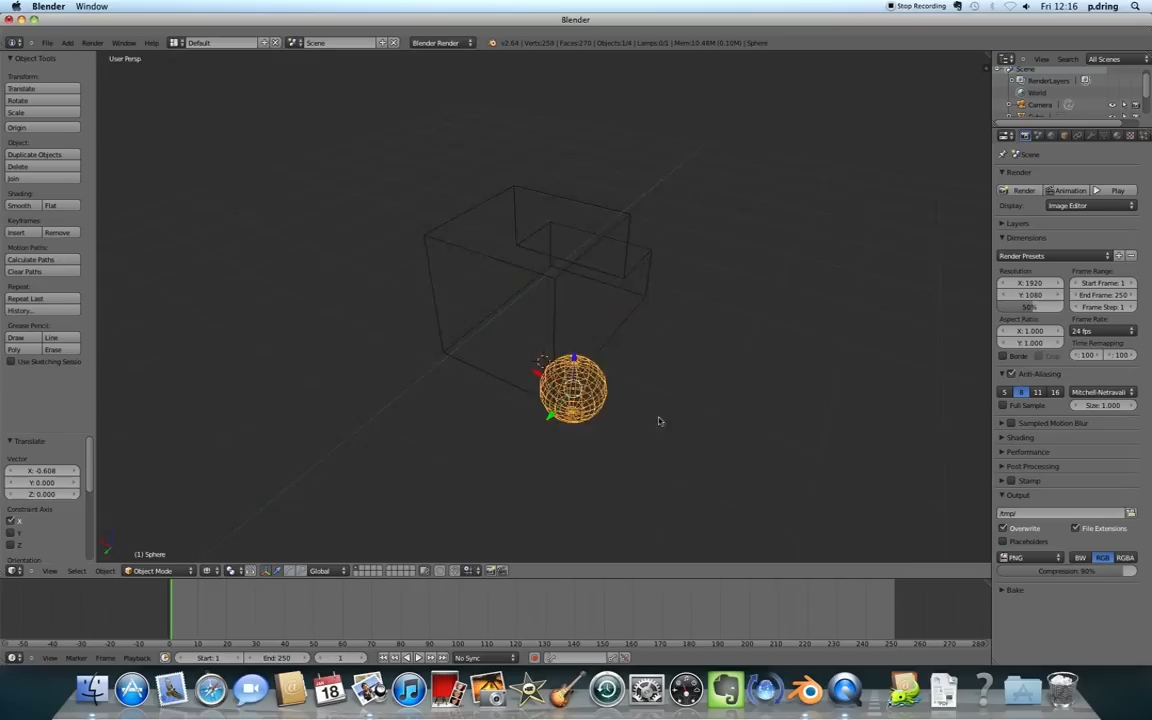 Blender Window Stop Recording Fri 12:16 p.dring
Blender
File Add Render Window Help Default Scene Blender Render v2.64 | Verts:258 | Faces:270 | Objects:1/4 | Lamps:0/1 | Mem:10.48M (0.10M) | Sphere
View Search All Scenes
Object Tools
User Persp
Scene
RenderLayers
World
Camera
Transform:
Translate
Rotate
Scale
Origin
Object:
Duplicate Objects
Delete
Join
Shading:
Smooth Flat
Keyframes:
Insert Remove
Motion Paths:
Calculate Paths
Clear Paths
Repeat:
Repeat Last
History...
Grease Pencil:
Draw Line
Poly Erase
Use Sketching Sessio
Translate
Vector
X: -0.608
Y: 0.000
Z: 0.000
Constraint Axis
X
Y
Z
Orientation
(1) Sphere
View Select Object Object Mode Global
Scene
Render
Render Animation Play
Display: Image Editor
Layers
Dimensions
Render Presets
Resolution: Frame Range:
X: 1920 Start Frame: 1
Y: 1080 End Frame: 250
50% Frame Step: 1
Aspect Ratio: Frame Rate:
X: 1.000 24 fps
Y: 1.000 Time Remapping:
Borde Crop : 100 : 100
Anti-Aliasing
5 8 11 16 Mitchell-Netravali
Full Sample Size: 1.000
Sampled Motion Blur
Shading
Performance
Post Processing
Stamp
Output
/tmp/
Overwrite File Extensions
Placeholders
PNG BW RGB RGBA
Compression: 90%
Bake
-50 -40 -30 -20 -10 0 10 20 30 40 50 60 70 80 90 100 110 120 130 140 150 160 170 180 190 200 210 220 230 240 250 260 270 280
View Marker Frame Playback Start: 1 End: 250 1 No Sync
18